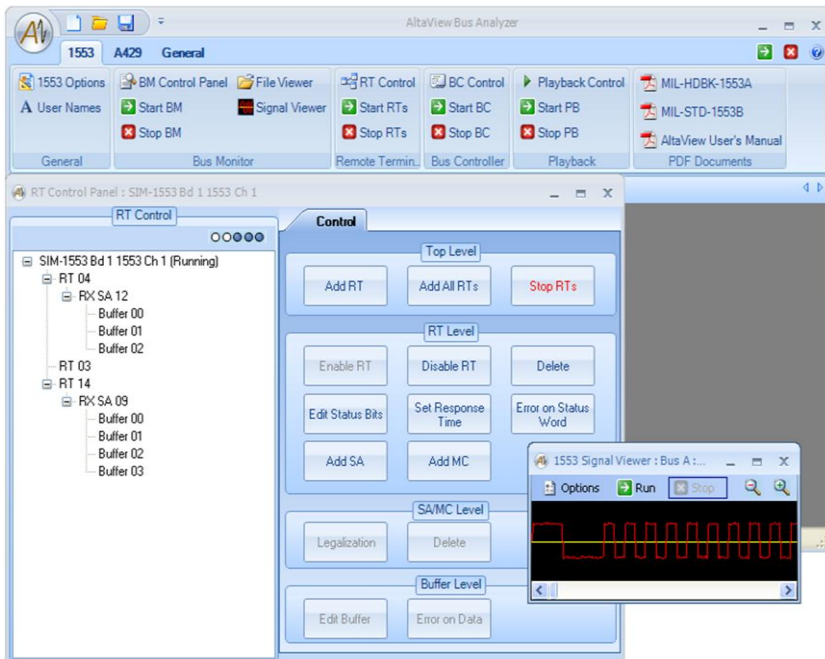 AltaView Bus Analyzer
1553 A429 General
1553 Options BM Control Panel File Viewer RT Control BC Control Playback Control MIL-HDBK-1553A
User Names Start BM Signal Viewer Start RTs Start BC Start PB MIL-STD-1553B
Stop BM Stop RTs Stop BC Stop PB AltaView User's Manual
General Bus Monitor Remote Termin... Bus Controller Playback PDF Documents
RT Control Panel : SIM-1553 Bd 1 1553 Ch 1
RT Control
SIM-1553 Bd 1 1553 Ch 1 (Running)
RT 04
RX SA 12
Buffer 00
Buffer 01
Buffer 02
RT 03
RT 14
RX SA 09
Buffer 00
Buffer 01
Buffer 02
Buffer 03
Control
Top Level
Add RT Add All RTs Stop RTs
RT Level
Enable RT Disable RT Delete
Edit Status Bits Set Response Time Error on Status Word
Add SA Add MC
SA/MC Level
Legalization Delete
Buffer Level
Edit Buffer Error on Data
1553 Signal Viewer : Bus A :...
Options Run Stop